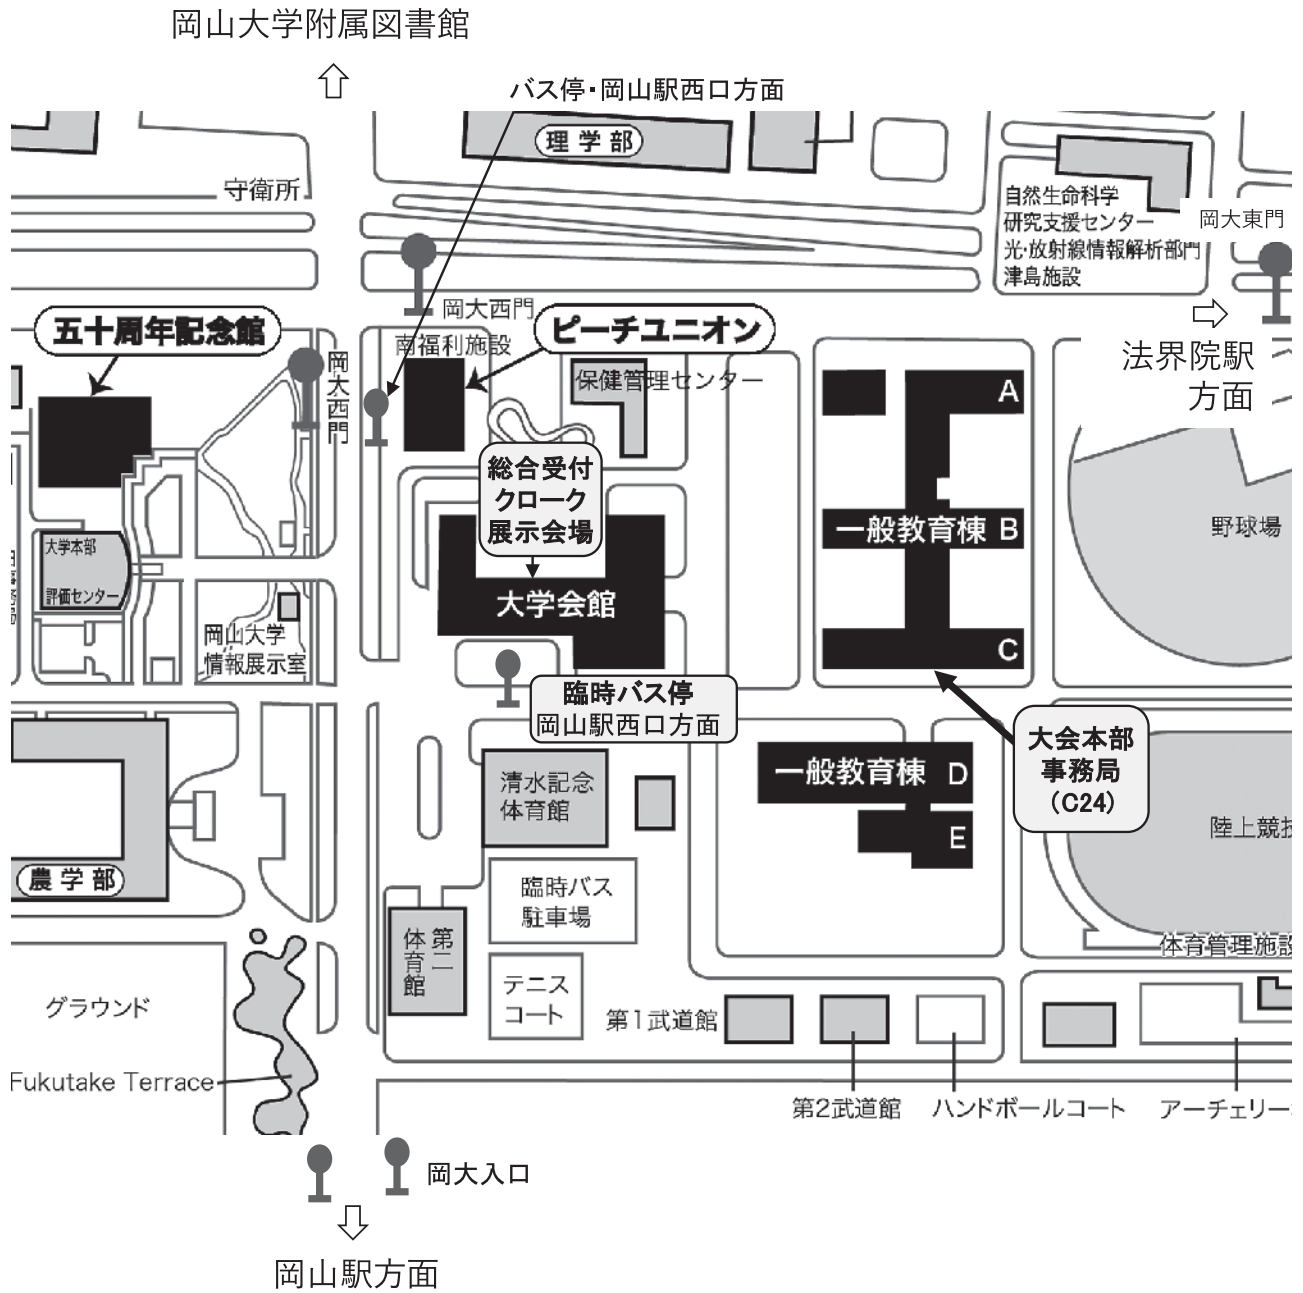 岡山大学附属図書館
バス停・岡山駅西口方面
理学部
守衛所
自然生命科学
研究支援センター
光・放射線情報解析部門
津島施設
岡大東門
五十周年記念館
岡大西門
岡大西門
南福利施設
ピーチユニオン
保健管理センター
法界院駅
方面
A
総合受付
クローク
展示会場
一般教育棟 B
野球場
大学本部
評価センター
大学会館
岡山大学
情報展示室
C
臨時バス停
岡山駅西口方面
大会本部
事務局
(C24)
清水記念
体育館
一般教育棟 D
E
陸上競技
農学部
臨時バス
駐車場
第二
体育館
体育管理施設
グラウンド
テニス
コート
第1武道館
Fukutake Terrace
第2武道館
ハンドボールコート
アーチェリー
岡大入口
岡山駅方面